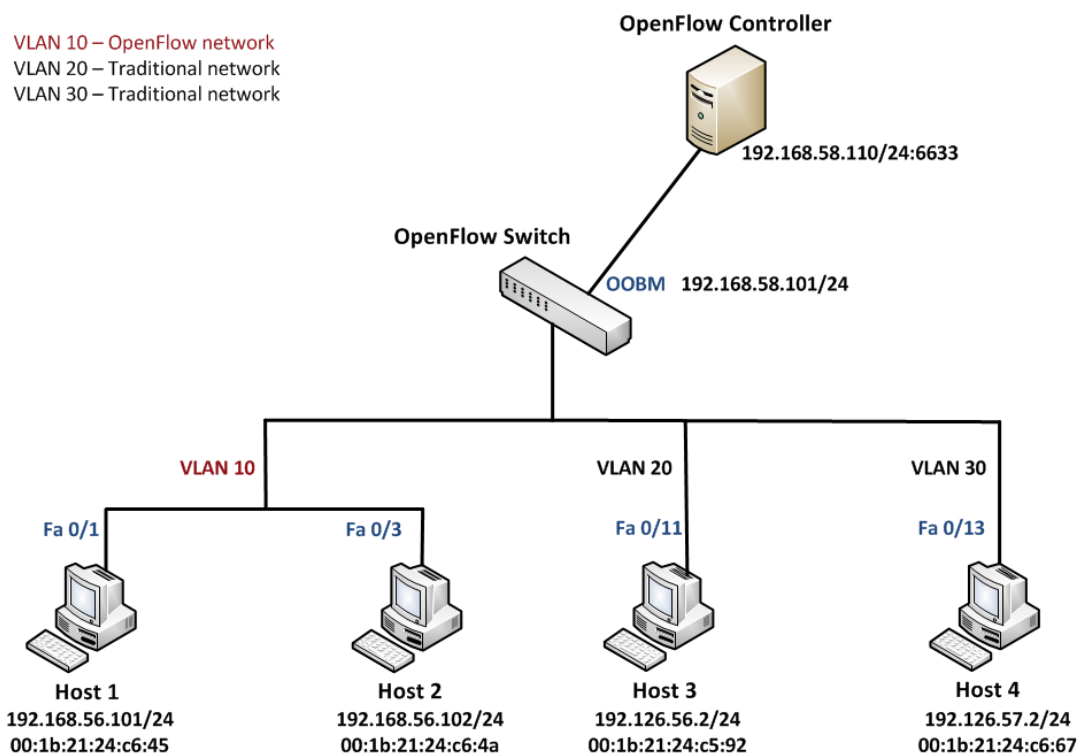 OpenFlow Controller
VLAN 10 – OpenFlow network
VLAN 20 – Traditional network
VLAN 30 – Traditional network
192.168.58.110/24:6633
OpenFlow Switch
OOBM 192.168.58.101/24
VLAN 10
VLAN 20
VLAN 30
Fa 0/1
Fa 0/3
Fa 0/11
Fa 0/13
Host 1
192.168.56.101/24
00:1b:21:24:c6:45
Host 2
192.168.56.102/24
00:1b:21:24:c6:4a
Host 3
192.126.56.2/24
00:1b:21:24:c5:92
Host 4
192.126.57.2/24
00:1b:21:24:c6:67